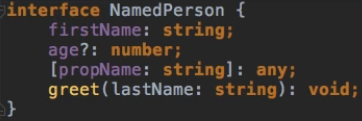 interface NamedPerson {
firstName: string;
age?: number;
[propName: string]: any;
greet(lastName: string): void;
}